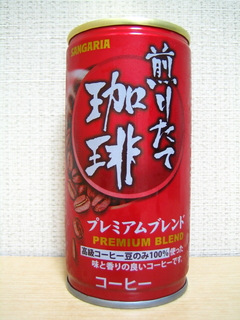 SANGARIA
煎りたて
珈琲
プレミアムブレンド
PREMIUM BLEND
高級コーヒー豆のみ100%使った
味と香りの良いコーヒーです。
コーヒー